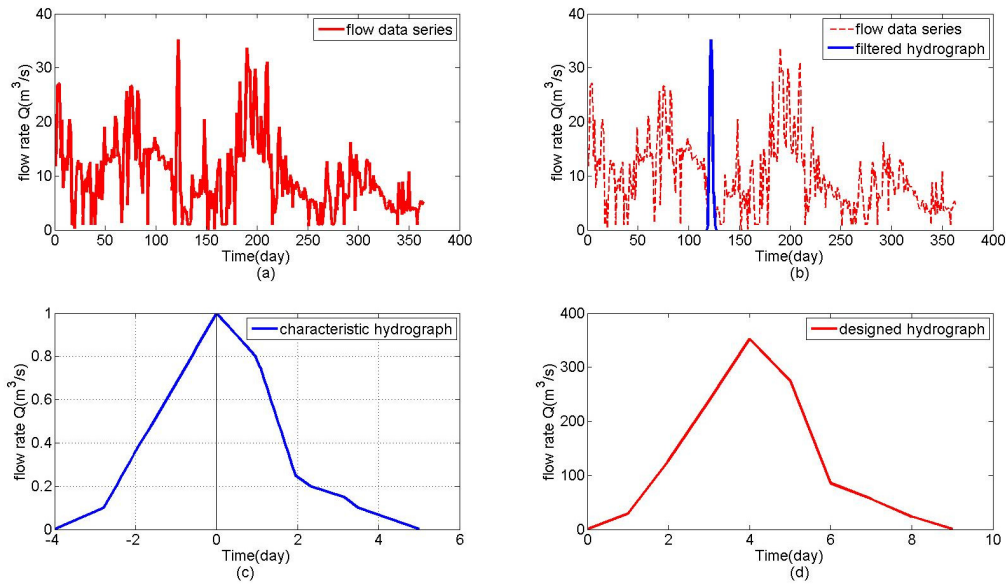 40
30
20
10
0
flow rate Q(m³/s)
flow data series
0 50 100 150 200 250 300 350 400
Time(day)
(a)
40
30
20
10
0
flow rate Q(m³/s)
flow data series
filtered hydrograph
0 50 100 150 200 250 300 350 400
Time(day)
(b)
1
0.8
0.6
0.4
0.2
0
flow rate Q(m³/s)
characteristic hydrograph
-4 -2 0 2 4 6
Time(day)
(c)
400
300
200
100
0
flow rate Q(m³/s)
designed hydrograph
0 2 4 6 8 10
Time(day)
(d)